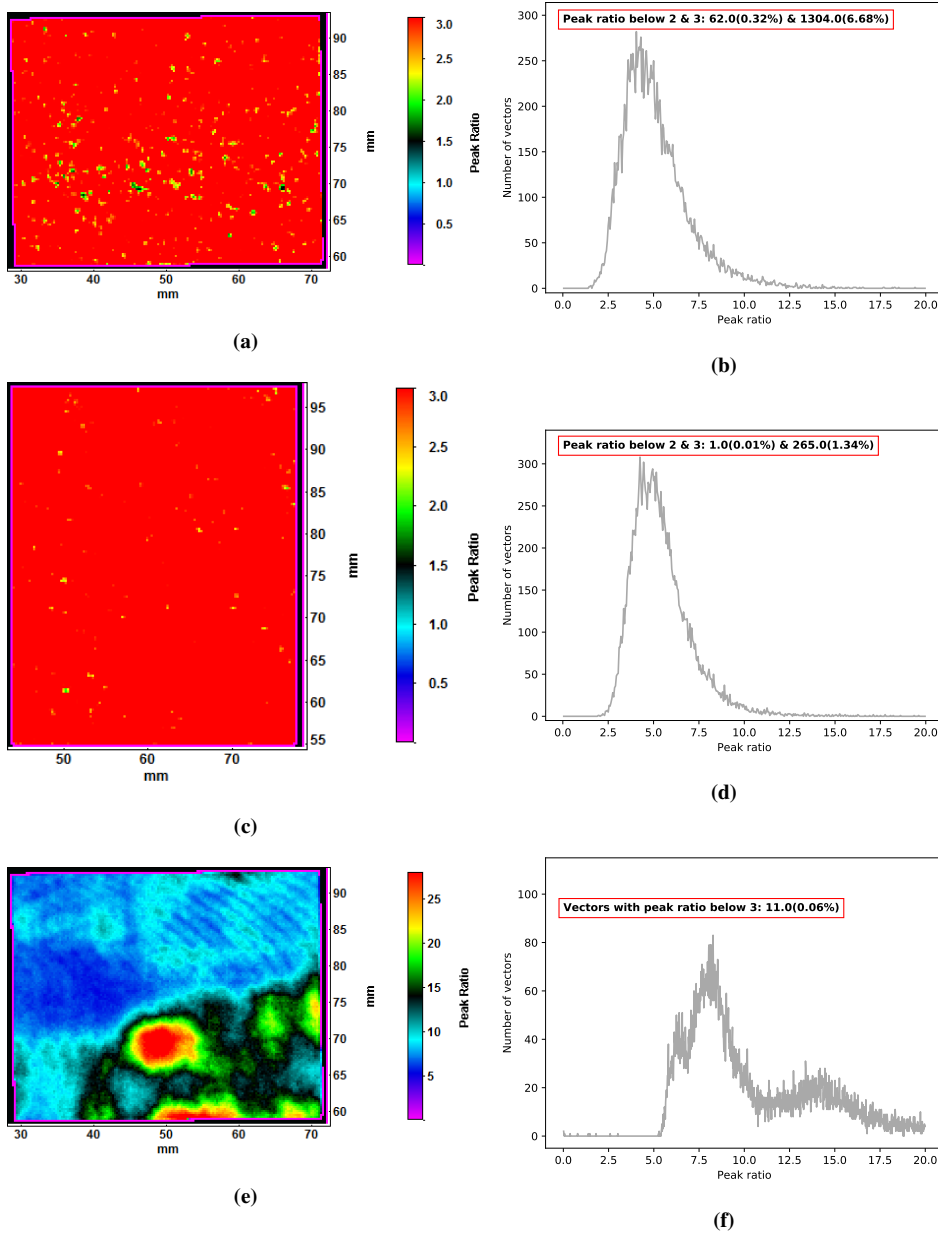 3.0
2.5
2.0
1.5
1.0
0.5
Peak Ratio
90
85
80
75
70
65
60
mm
30 40 50 60 70
mm
(a)
Peak ratio below 2 & 3: 62.0(0.32%) & 1304.0(6.68%)
300
250
200
150
100
50
0
Number of vectors
0.0 2.5 5.0 7.5 10.0 12.5 15.0 17.5 20.0
Peak ratio
(b)
95
90
85
80
75
70
65
60
55
mm
50 60 70
mm
3.0
2.5
2.0
1.5
1.0
0.5
Peak Ratio
(c)
Peak ratio below 2 & 3: 1.0(0.01%) & 265.0(1.34%)
300
250
200
150
100
50
0
Number of vectors
0.0 2.5 5.0 7.5 10.0 12.5 15.0 17.5 20.0
Peak ratio
(d)
90
85
80
75
70
65
60
mm
30 40 50 60 70
mm
25
20
15
10
5
Peak Ratio
(e)
Vectors with peak ratio below 3: 11.0(0.06%)
100
80
60
40
20
0
Number of vectors
0.0 2.5 5.0 7.5 10.0 12.5 15.0 17.5 20.0
Peak ratio
(f)